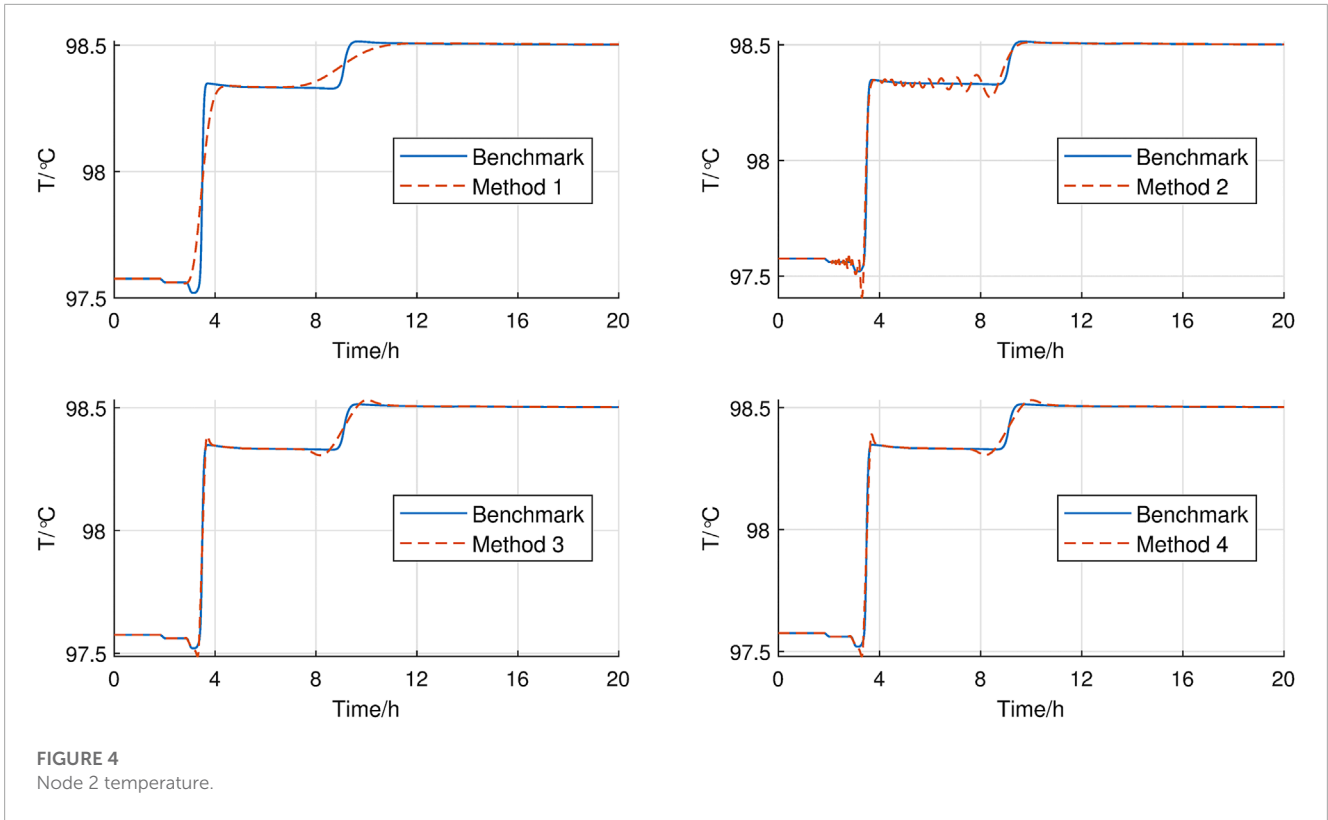 98.5
98
97.5
T/°C
0 4 8 12 16 20
Time/h
Benchmark
Method 1
98.5
98
97.5
T/°C
0 4 8 12 16 20
Time/h
Benchmark
Method 2
98.5
98
97.5
T/°C
0 4 8 12 16 20
Time/h
Benchmark
Method 3
98.5
98
97.5
T/°C
0 4 8 12 16 20
Time/h
Benchmark
Method 4
FIGURE 4
Node 2 temperature.